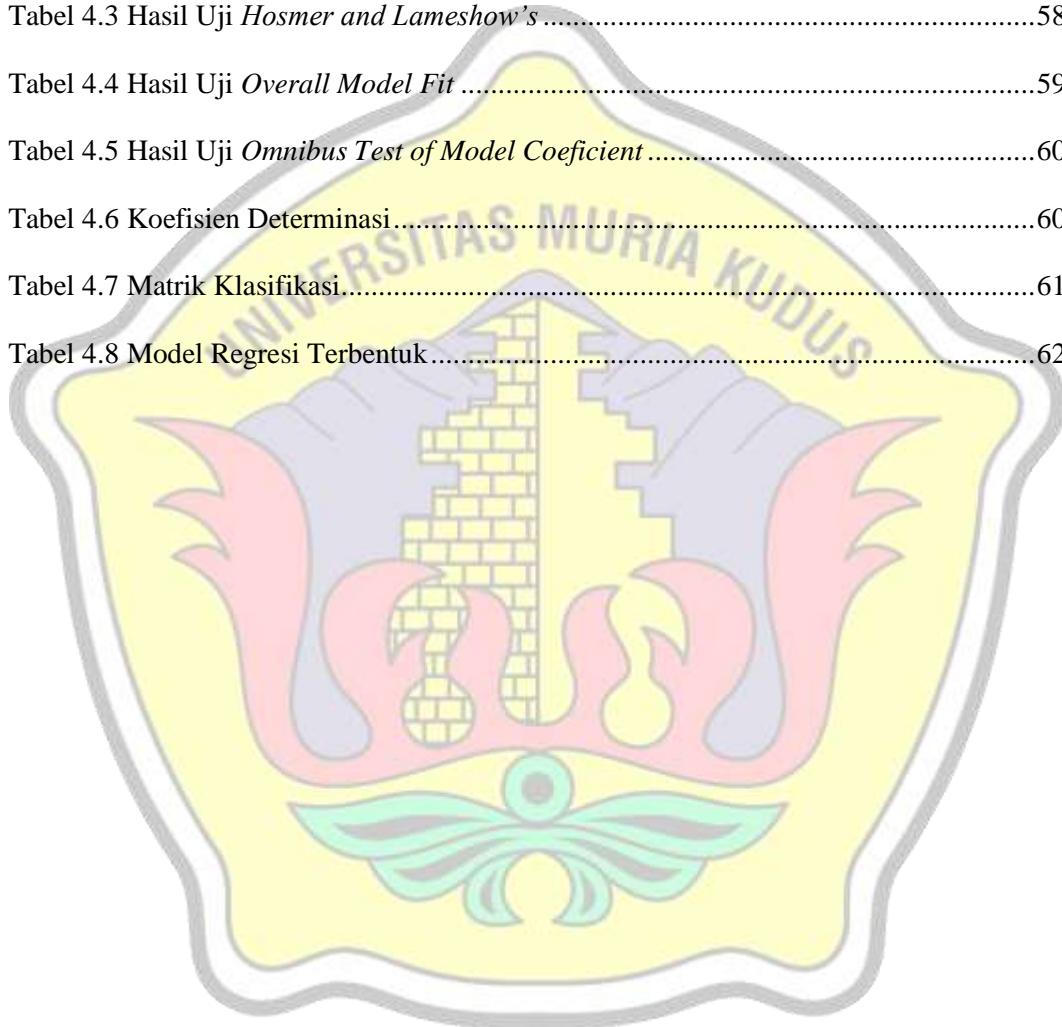 Tabel 4.3 Hasil Uji Hosmer and Lameshow's ........................................................................58
Tabel 4.4 Hasil Uji Overall Model Fit ...................................................................................59
Tabel 4.5 Hasil Uji Omnibus Test of Model Coeficient .........................................................60
Tabel 4.6 Koefisien Determinasi ............................................................................................60
Tabel 4.7 Matrik Klasifikasi ...................................................................................................61
Tabel 4.8 Model Regresi Terbentuk .......................................................................................62
UNIVERSITAS MURIA KUDUS